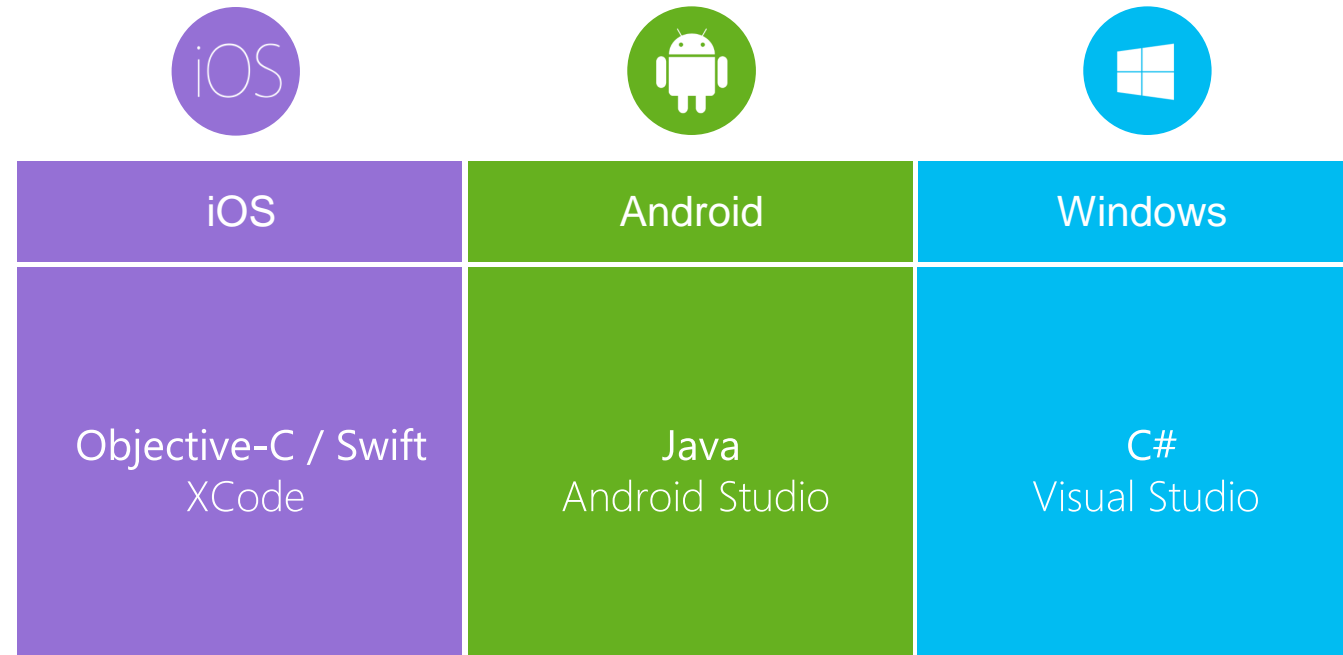 iOS
iOS
Android
Windows
Objective-C / Swift
XCode
Java
Android Studio
C#
Visual Studio